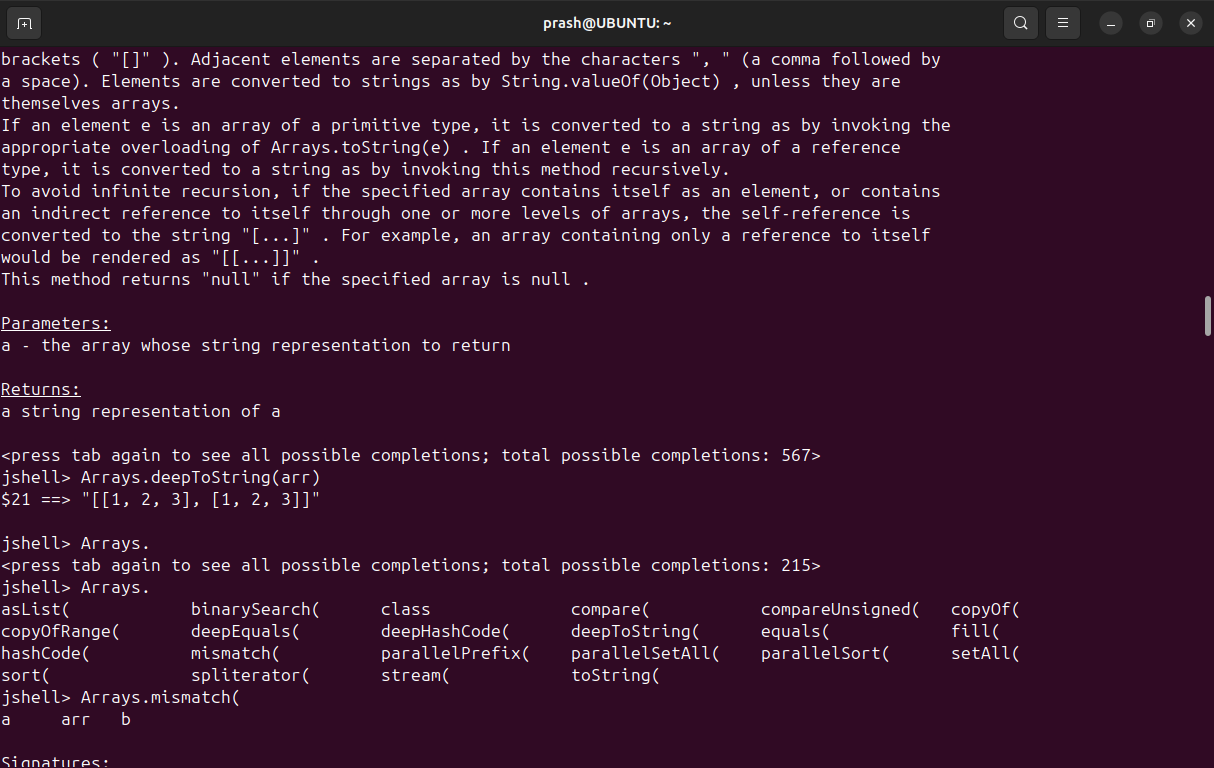 prash@UBUNTU: ~
brackets ( "[]" ). Adjacent elements are separated by the characters ", " (a comma followed by
a space). Elements are converted to strings as by String.valueOf(Object) , unless they are
themselves arrays.
If an element e is an array of a primitive type, it is converted to a string as by invoking the
appropriate overloading of Arrays.toString(e) . If an element e is an array of a reference
type, it is converted to a string as by invoking this method recursively.
To avoid infinite recursion, if the specified array contains itself as an element, or contains
an indirect reference to itself through one or more levels of arrays, the self-reference is
converted to the string "[...]" . For example, an array containing only a reference to itself
would be rendered as "[[...]]" .
This method returns "null" if the specified array is null .
Parameters:
a - the array whose string representation to return
Returns:
a string representation of a
<press tab again to see all possible completions; total possible completions: 567>
jshell> Arrays.deepToString(arr)
$21 ==> "[[1, 2, 3], [1, 2, 3]]"
jshell> Arrays.
<press tab again to see all possible completions; total possible completions: 215>
jshell> Arrays.
asList( binarySearch( class compare( compareUnsigned( copyOf(
copyOfRange( deepEquals( deepHashCode( deepToString( equals( fill(
hashCode( mismatch( parallelPrefix( parallelSetAll( parallelSort( setAll(
sort( spliterator( stream( toString(
jshell> Arrays.mismatch(
a arr b
Signatures: